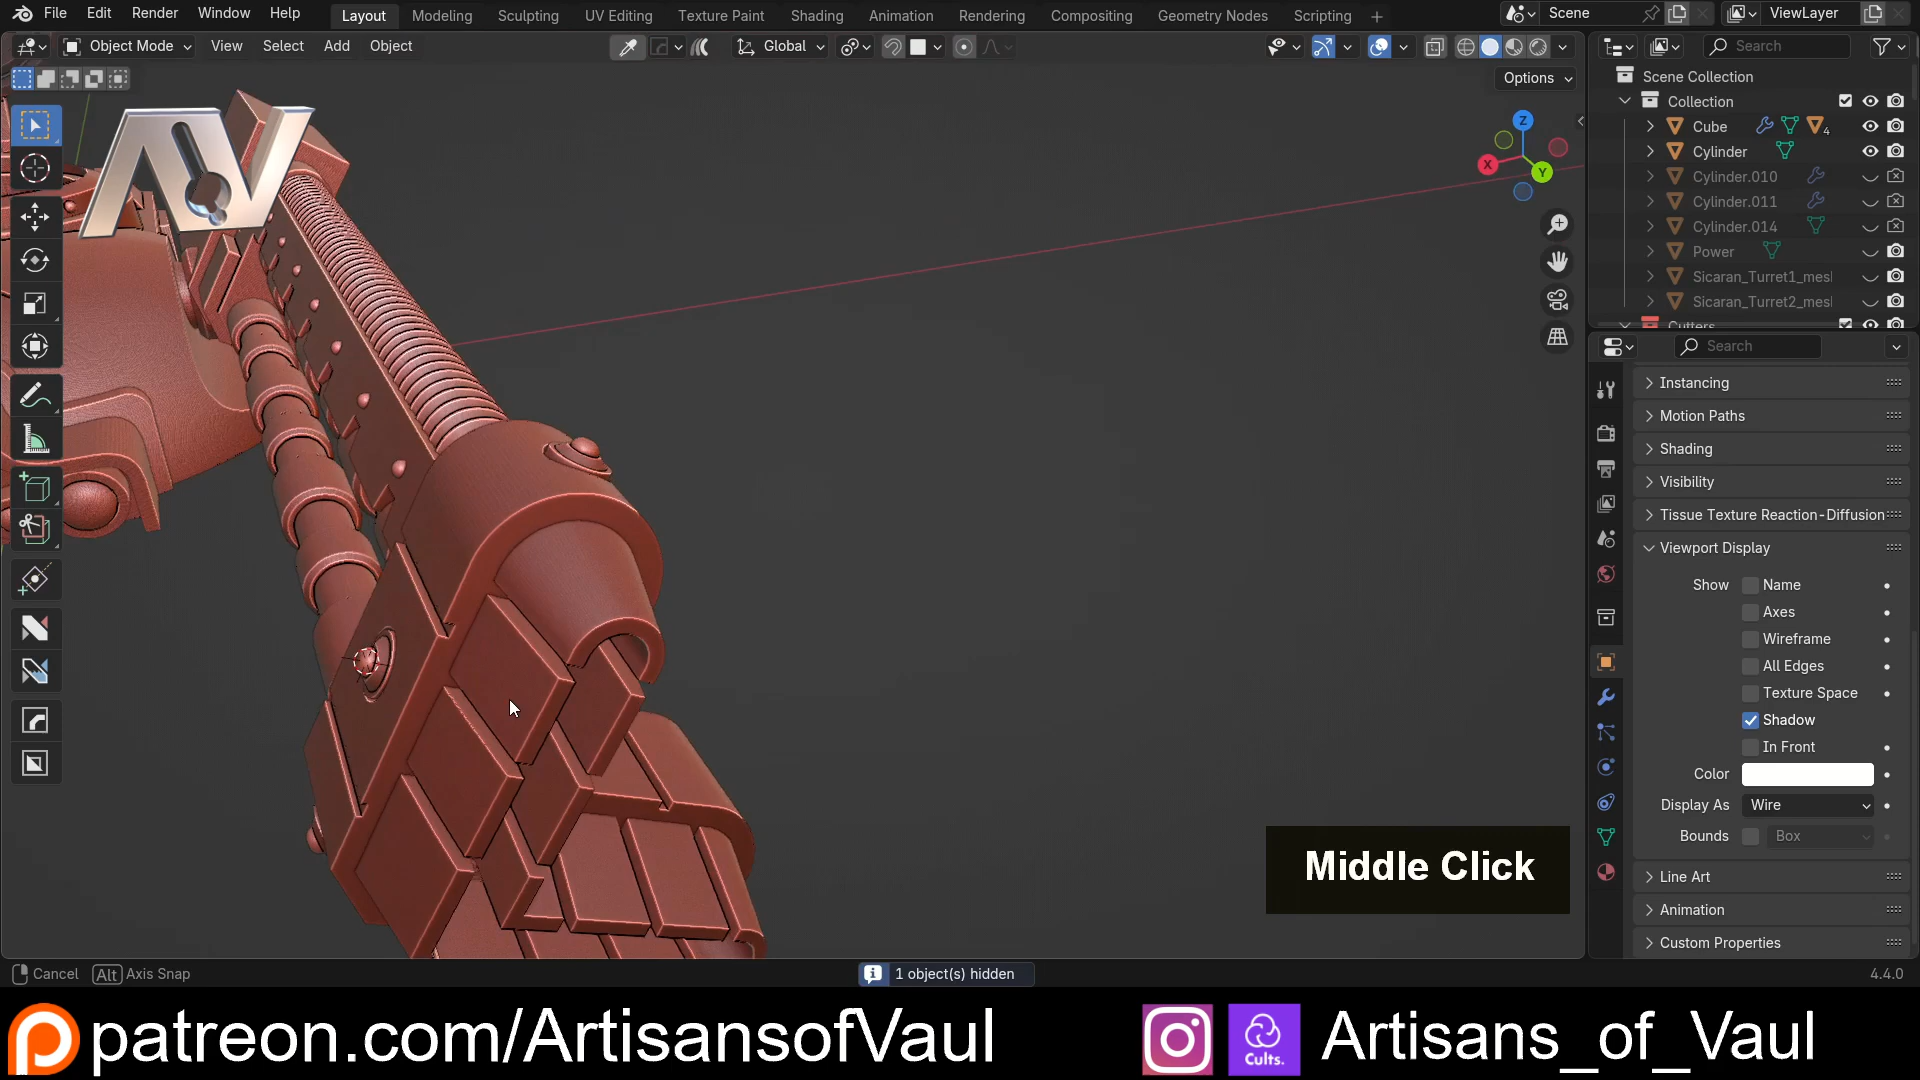 File Edit Render Window Help
Layout Modeling Sculpting UV Editing Texture Paint Shading Animation Rendering Compositing Geometry Nodes Scripting +
Scene
ViewLayer
Object Mode View Select Add Object
Global
Search
Options
Scene Collection
Collection
Cube
4
Cylinder
Cylinder.010
Cylinder.011
Cylinder.014
Power
Sicaran_Turret1_mesl
Sicaran_Turret2_mesl
Cutters
Z
X
Y
Search
Instancing
Motion Paths
Shading
Visibility
Tissue Texture Reaction-Diffusion
Viewport Display
Show Name
Axes
Wireframe
All Edges
Texture Space
Shadow
In Front
Color
Display As Wire
Bounds Box
Line Art
Animation
Custom Properties
Middle Click
Cancel Alt Axis Snap
1 object(s) hidden
4.4.0
patreon.com/ArtisansofVaul
Cults.
Artisans_of_Vaul